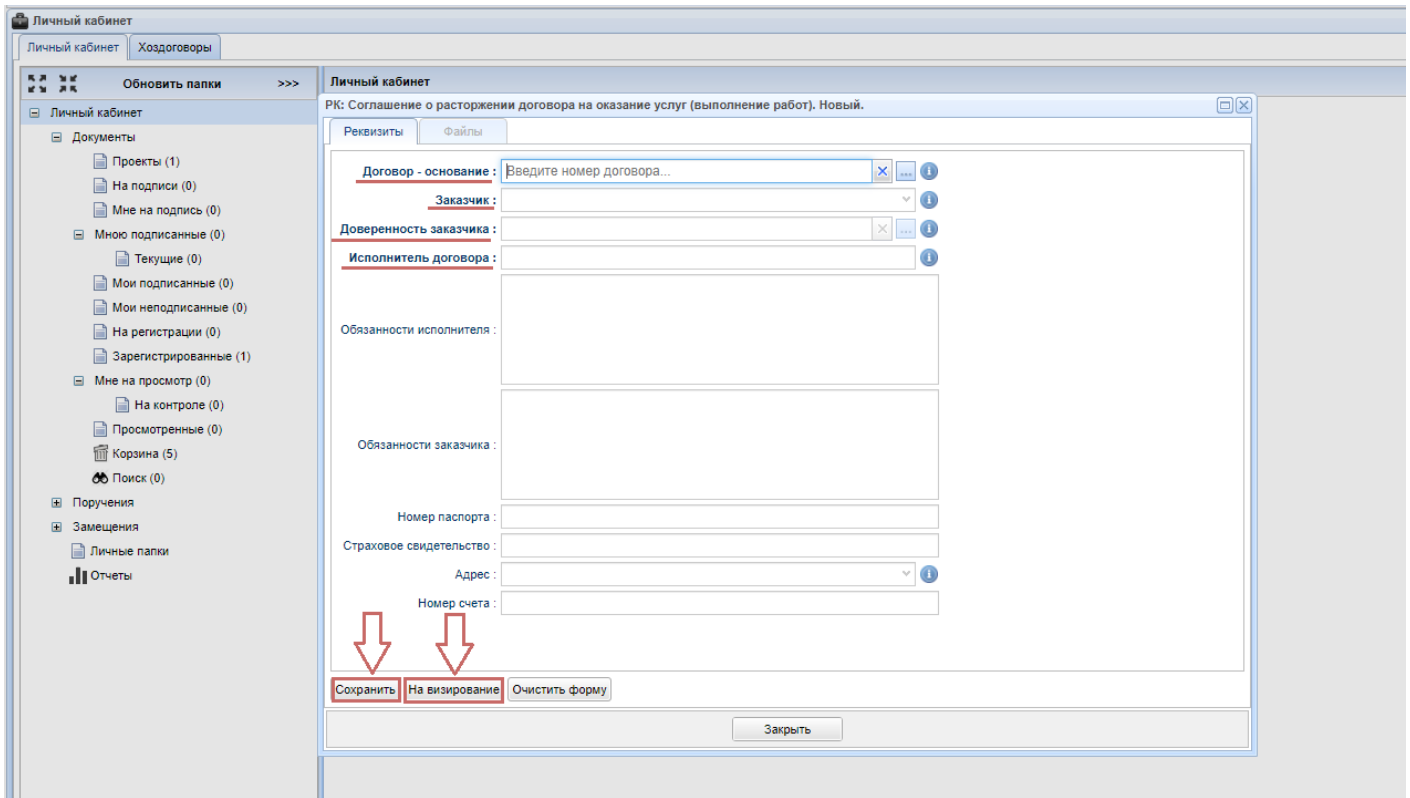 Личный кабинет
Личный кабинет Хоздоговоры
Обновить папки >>>
Личный кабинет
Документы
Проекты (1)
На подписи (0)
Мне на подпись (0)
Мною подписанные (0)
Текущие (0)
Мои подписанные (0)
Мои неподписанные (0)
На регистрации (0)
Зарегистрированные (1)
Мне на просмотр (0)
На контроле (0)
Просмотренные (0)
Корзина (5)
Поиск (0)
Поручения
Замещения
Личные папки
Отчеты
Личный кабинет
РК: Соглашение о расторжении договора на оказание услуг (выполнение работ). Новый.
Реквизиты Файлы
Договор - основание : Введите номер договора... ...
Заказчик :
Доверенность заказчика : ...
Исполнитель договора :
Обязанности исполнителя :
Обязанности заказчика :
Номер паспорта :
Страховое свидетельство :
Адрес :
Номер счета :
Сохранить На визирование Очистить форму
Закрыть